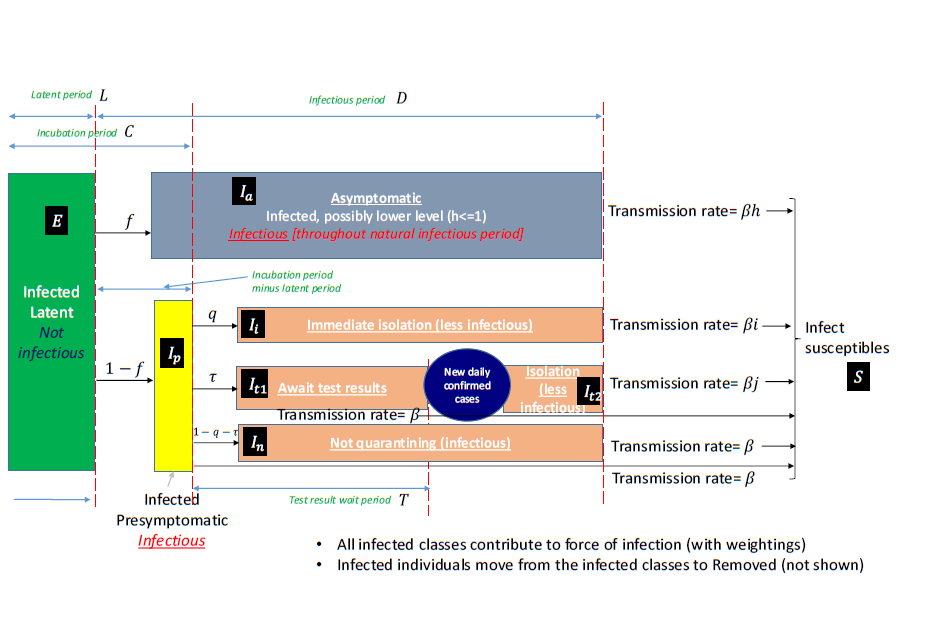 Latent period L
Infectious period D
Incubation period C
E
I_a
Asymptomatic
Infected, possibly lower level (h<=1)
Infectious [throughout natural infectious period]
f
Transmission rate= βh
Incubation period
minus latent period
Infected
Latent
Not
infectious
I_p
q
I_i
Immediate isolation (less infectious)
Transmission rate= βi
Infect
susceptibles
S
1 − f
τ
I_t1
Await test results
New daily
confirmed
cases
Isolation
(less
infectious)
I_t2
Transmission rate= βj
Transmission rate= β
1 − q − τ
I_n
Not quarantining (infectious)
Transmission rate= β
Transmission rate= β
Test result wait period T
Infected
Presymptomatic
Infectious
• All infected classes contribute to force of infection (with weightings)
• Infected individuals move from the infected classes to Removed (not shown)